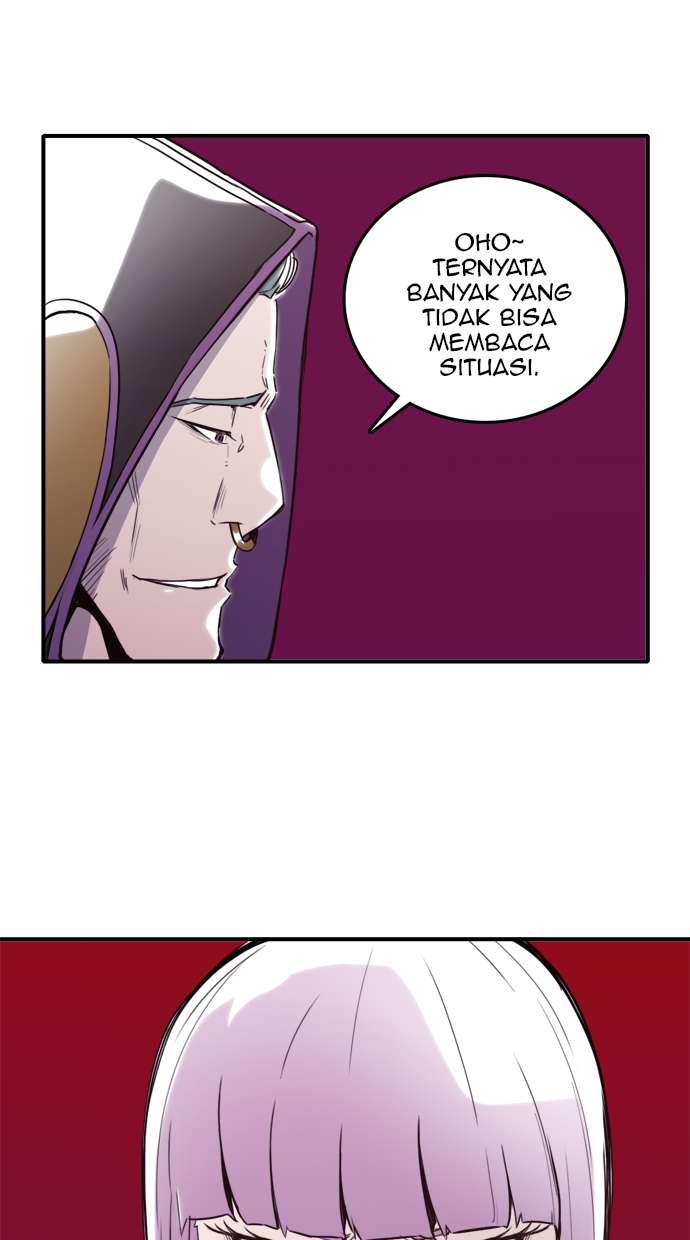 OHO~
TERNYATA
BANYAK YANG
TIDAK BISA
MEMBACA
SITUASI.